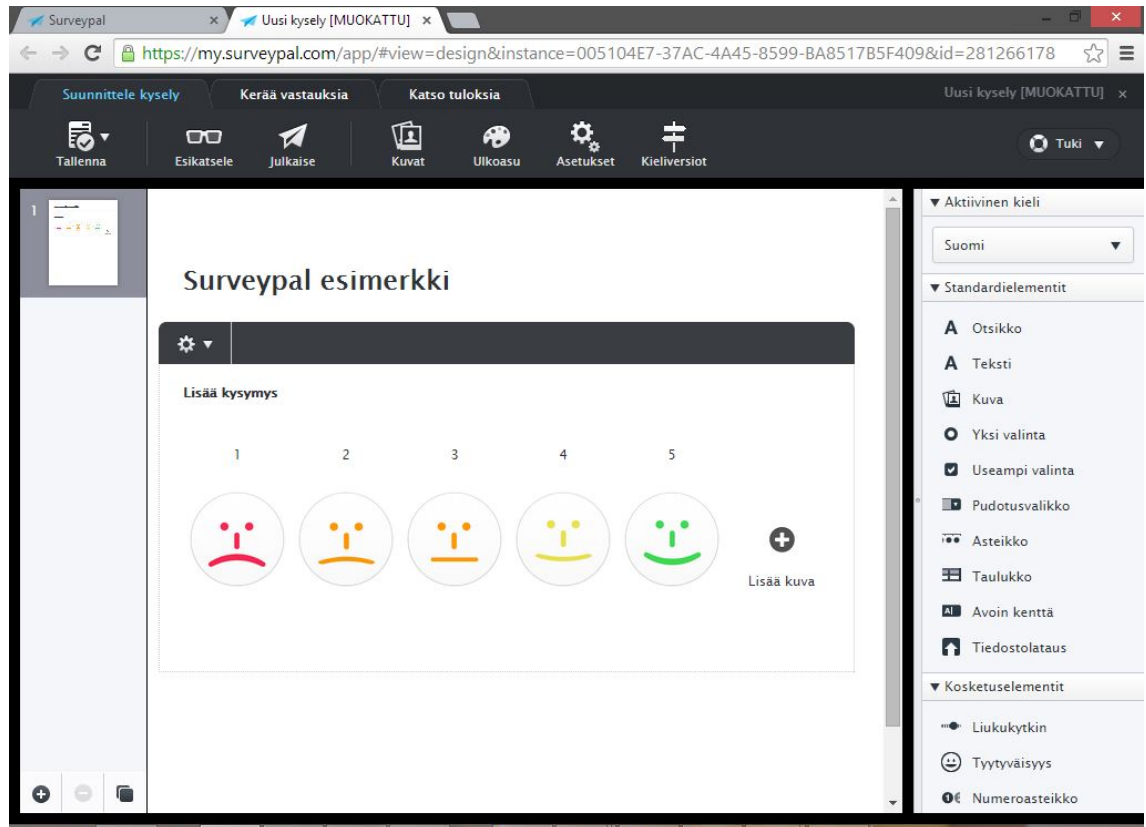 Surveypal
Uusi kysely [MUOKATTU]
https://my.surveypal.com/app/#view=design&instance=005104E7-37AC-4A45-8599-BA8517B5F409&id=281266178
Suunnittele kysely
Kerää vastauksia
Katso tuloksia
Uusi kysely [MUOKATTU]
Tallenna
Esikatsele
Julkaise
Kuvat
Ulkoasu
Asetukset
Kieliversiot
Tuki
1
Surveypal esimerkki
Lisää kysymys
1 2 3 4 5
Lisää kuva
Aktiivinen kieli
Suomi
Standardielementit
A Otsikko
A Teksti
Kuva
Yksi valinta
Useampi valinta
Pudotusvalikko
Asteikko
Taulukko
Avoin kenttä
Tiedostolataus
Kosketuselementit
Liukukytkin
Tyytyväisyys
Numeroasteikko